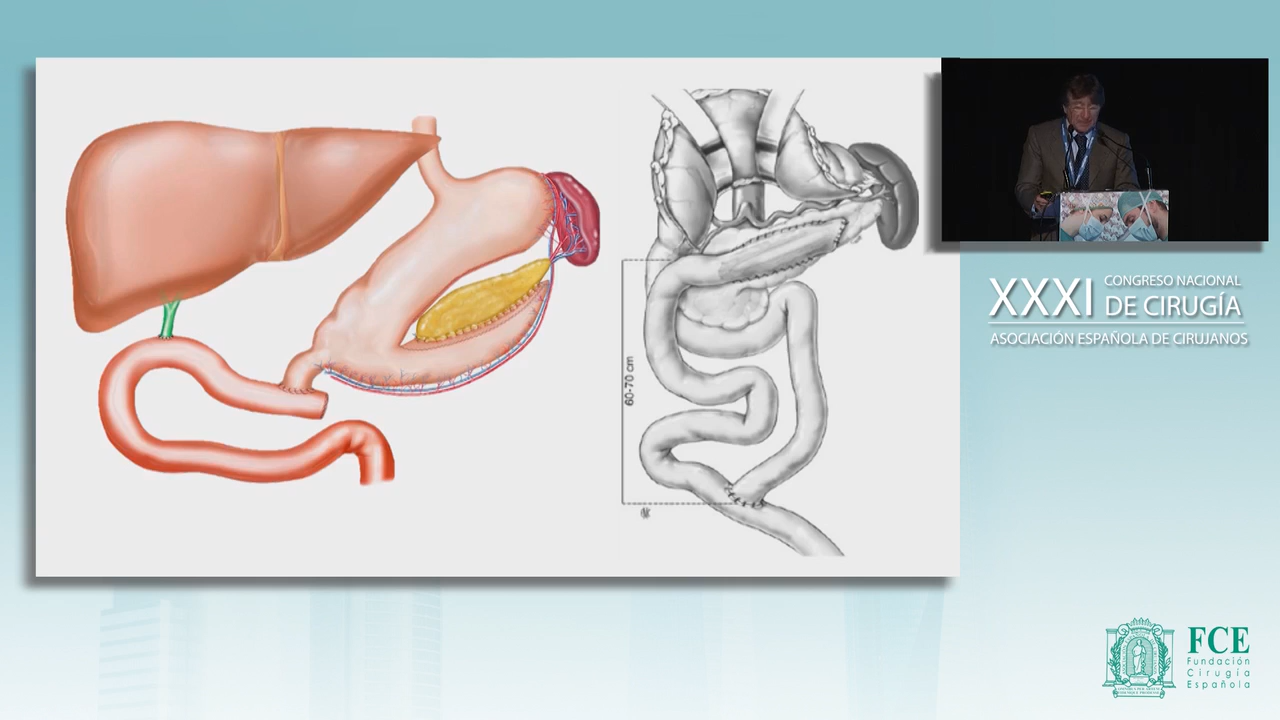 60-70 cm
XXXI CONGRESO NACIONAL
DE CIRUGÍA
ASOCIACIÓN ESPAÑOLA DE CIRUJANOS
FCE
Fundación
Cirugía
Española